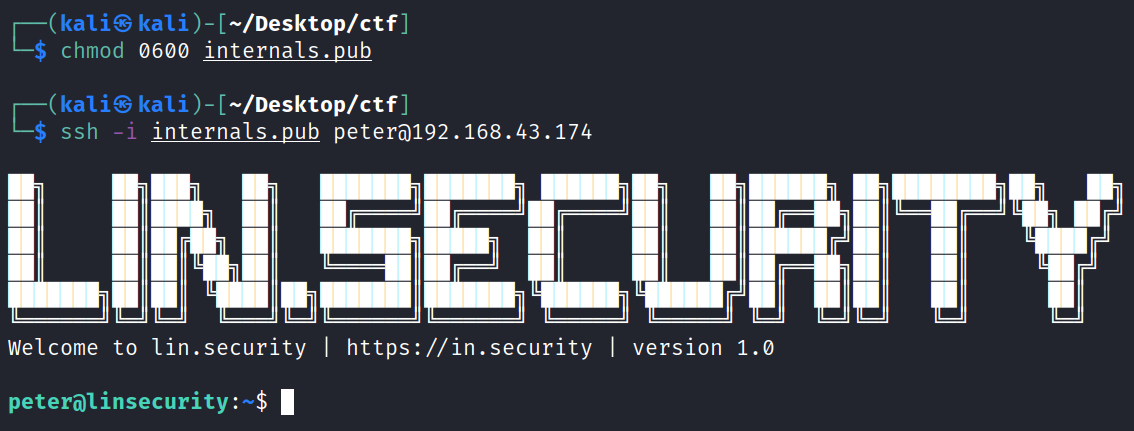 ┌──(kali㉿kali)-[~/Desktop/ctf]
└─$ chmod 0600 internals.pub
┌──(kali㉿kali)-[~/Desktop/ctf]
└─$ ssh -i internals.pub peter@192.168.43.174
LIN.SECURITY
Welcome to lin.security | https://in.security | version 1.0
peter@linsecurity:~$